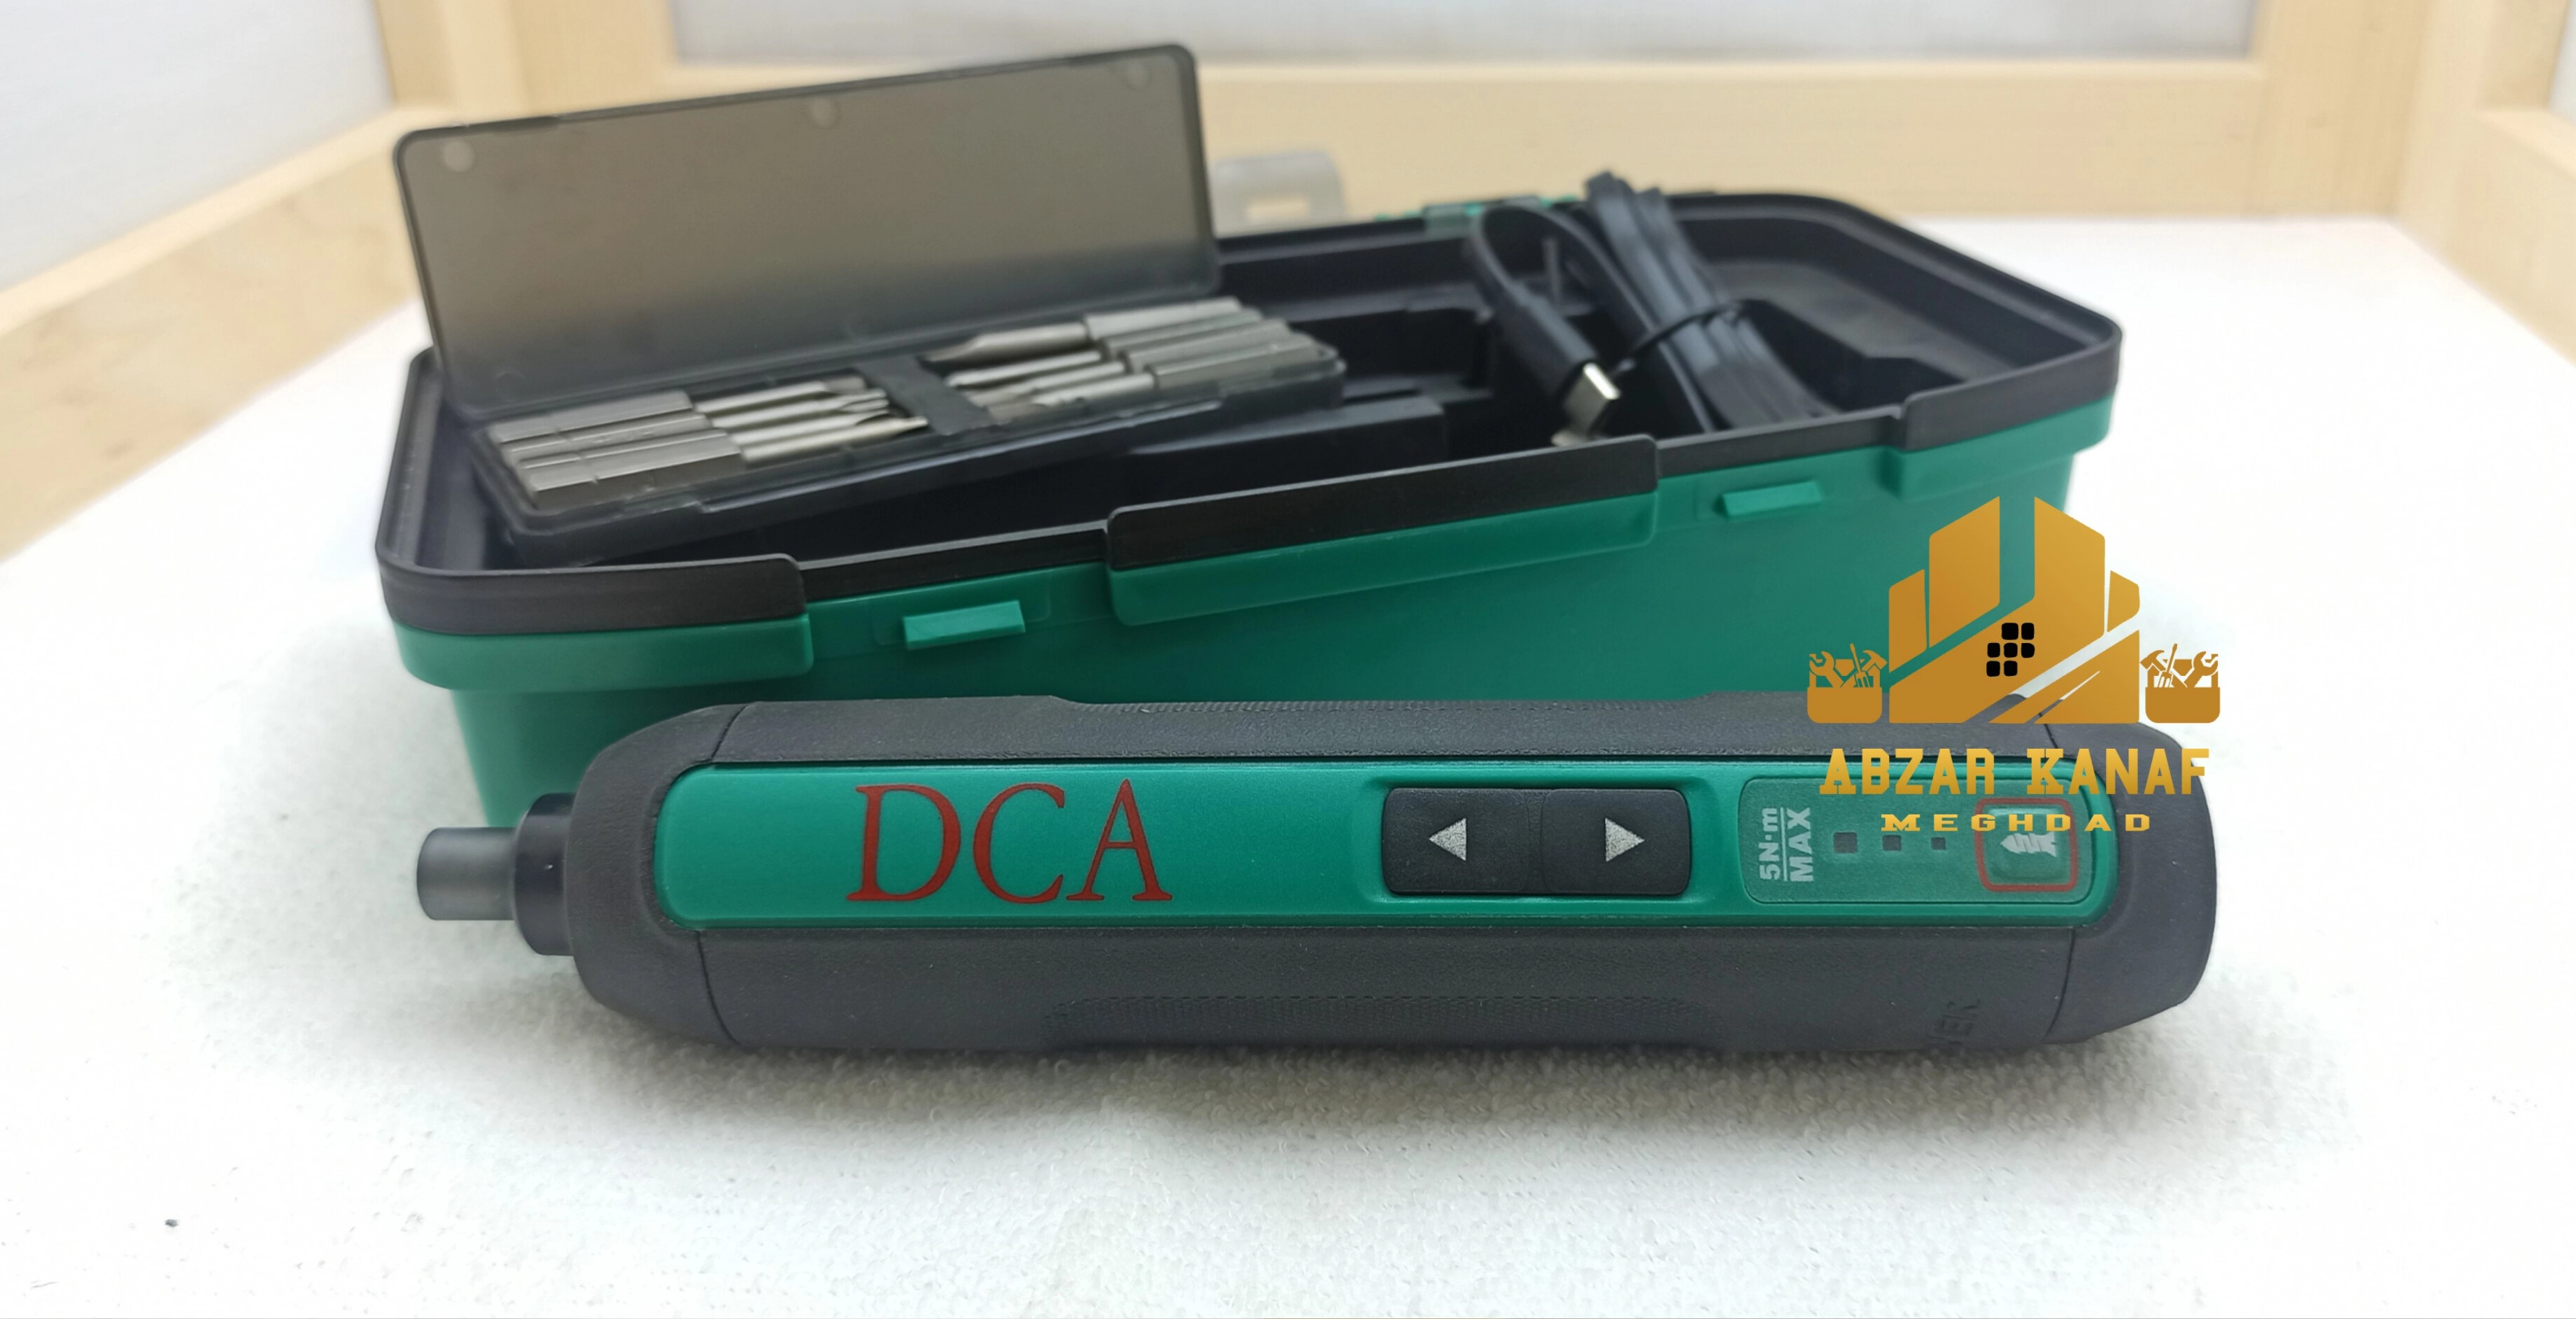 ABZAR KANAF
MEGHDAD
DCA
5N·m
MAX